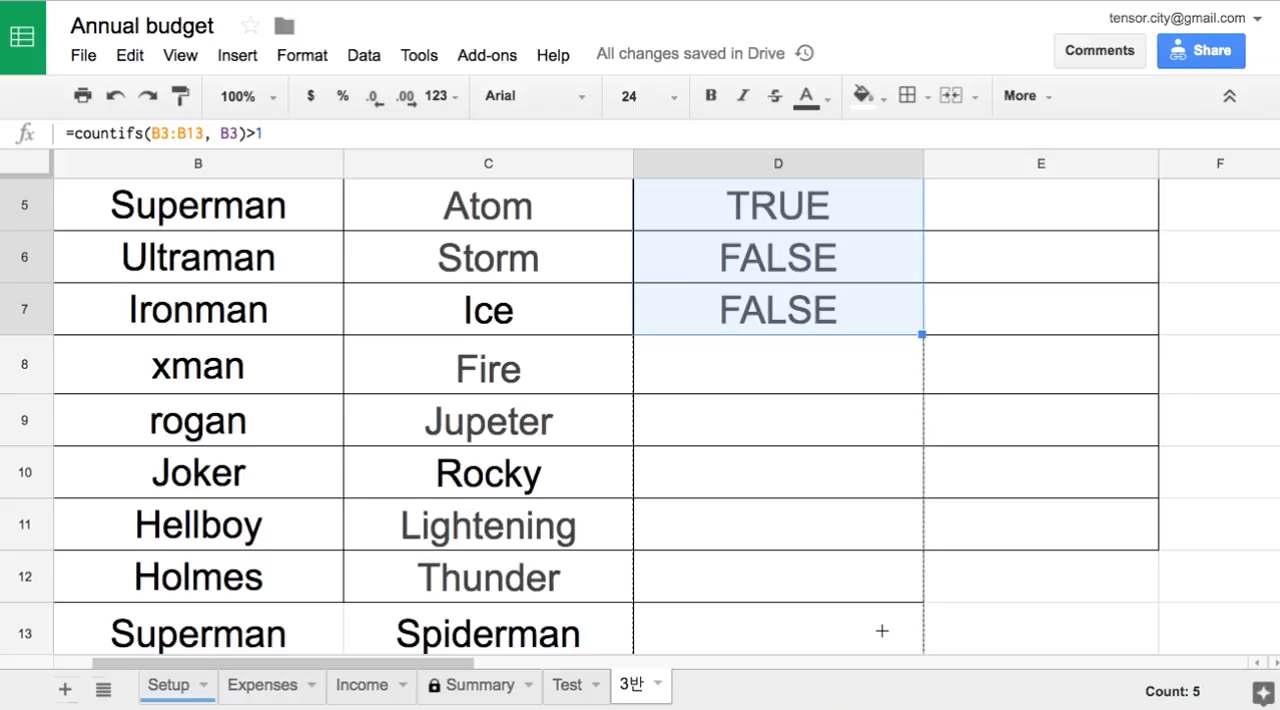 Annual budget
tensor.city@gmail.com
File Edit View Insert Format Data Tools Add-ons Help All changes saved in Drive
Comments Share
100% $ % .0 .00 123 Arial 24 B I S A More
fx =countifs(B3:B13, B3)>1
B C D E F
5 Superman Atom TRUE
6 Ultraman Storm FALSE
7 Ironman Ice FALSE
8 xman Fire
9 rogan Jupeter
10 Joker Rocky
11 Hellboy Lightening
12 Holmes Thunder
13 Superman Spiderman
Setup Expenses Income Summary Test 3반 Count: 5